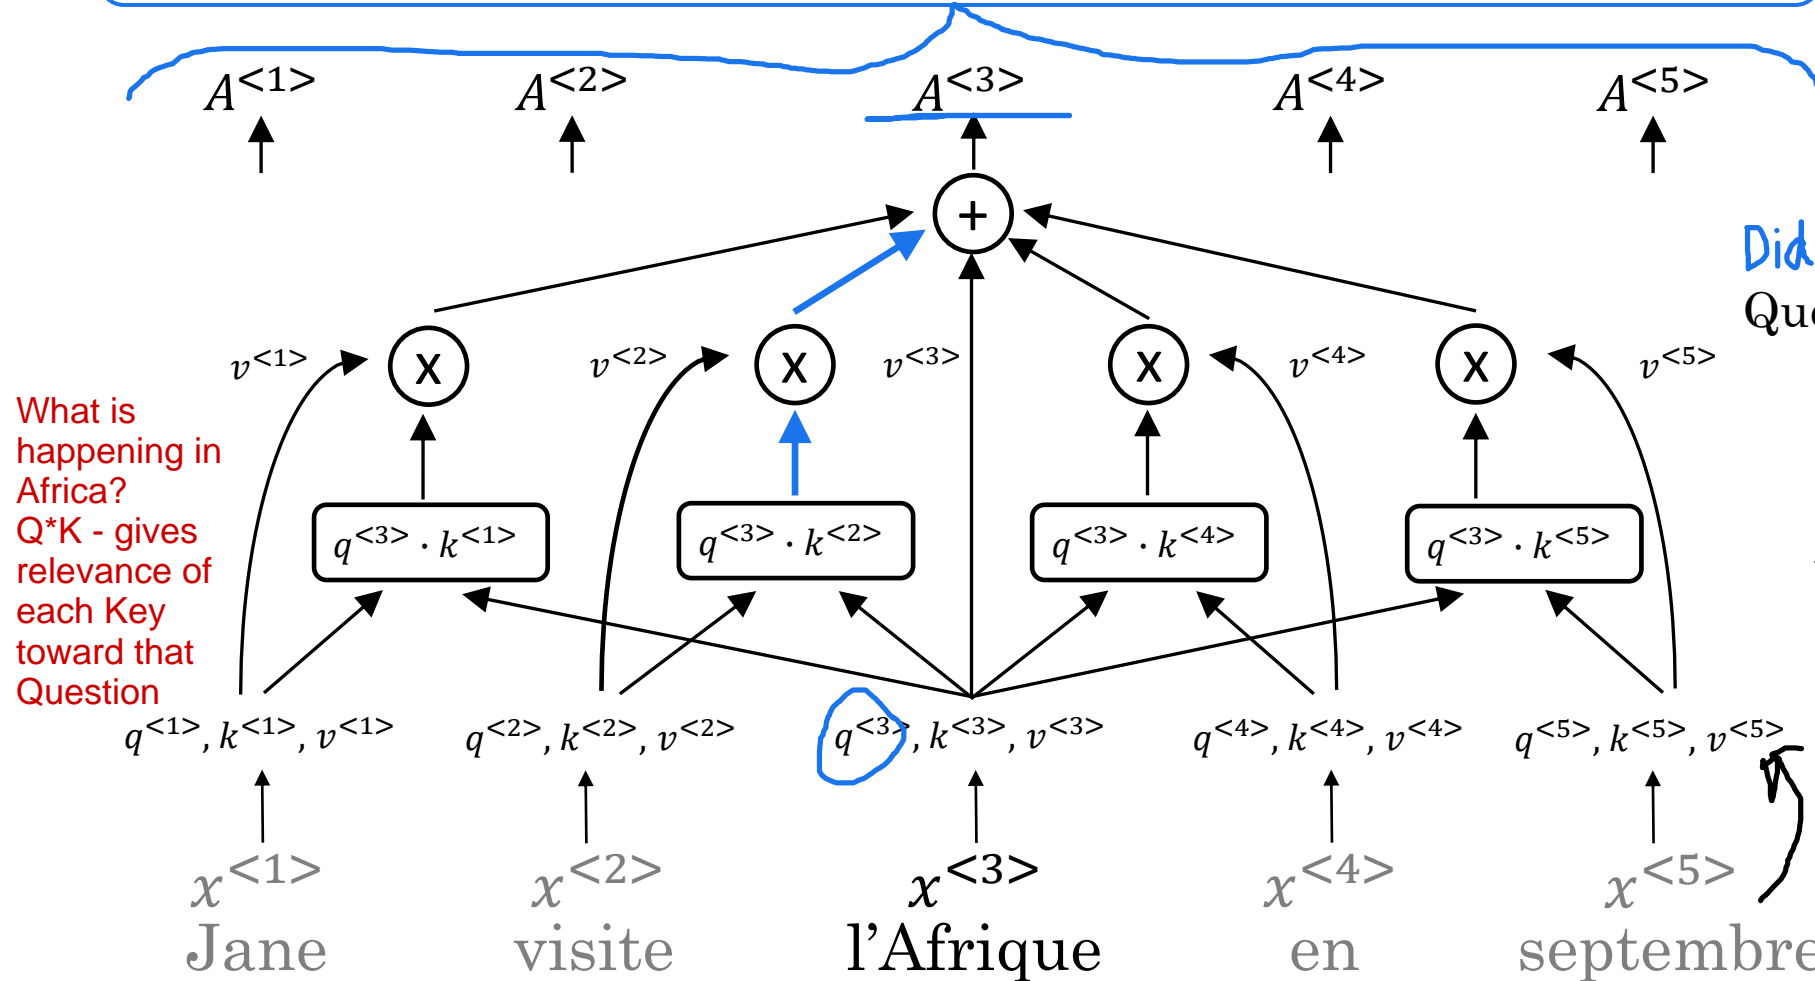 A<1> A<2> A<3> A<4> A<5>
+
Did
v<1> x v<2> x v<3> x v<4> x v<5>
What is
happening in
Africa?
Q*K - gives
relevance of
each Key
toward that
Question
q<3> · k<1> q<3> · k<2> q<3> · k<4> q<3> · k<5>
q<1>, k<1>, v<1> q<2>, k<2>, v<2> q<3>, k<3>, v<3> q<4>, k<4>, v<4> q<5>, k<5>, v<5>
x<1> x<2> x<3> x<4> x<5>
Jane visite l’Afrique en septembre